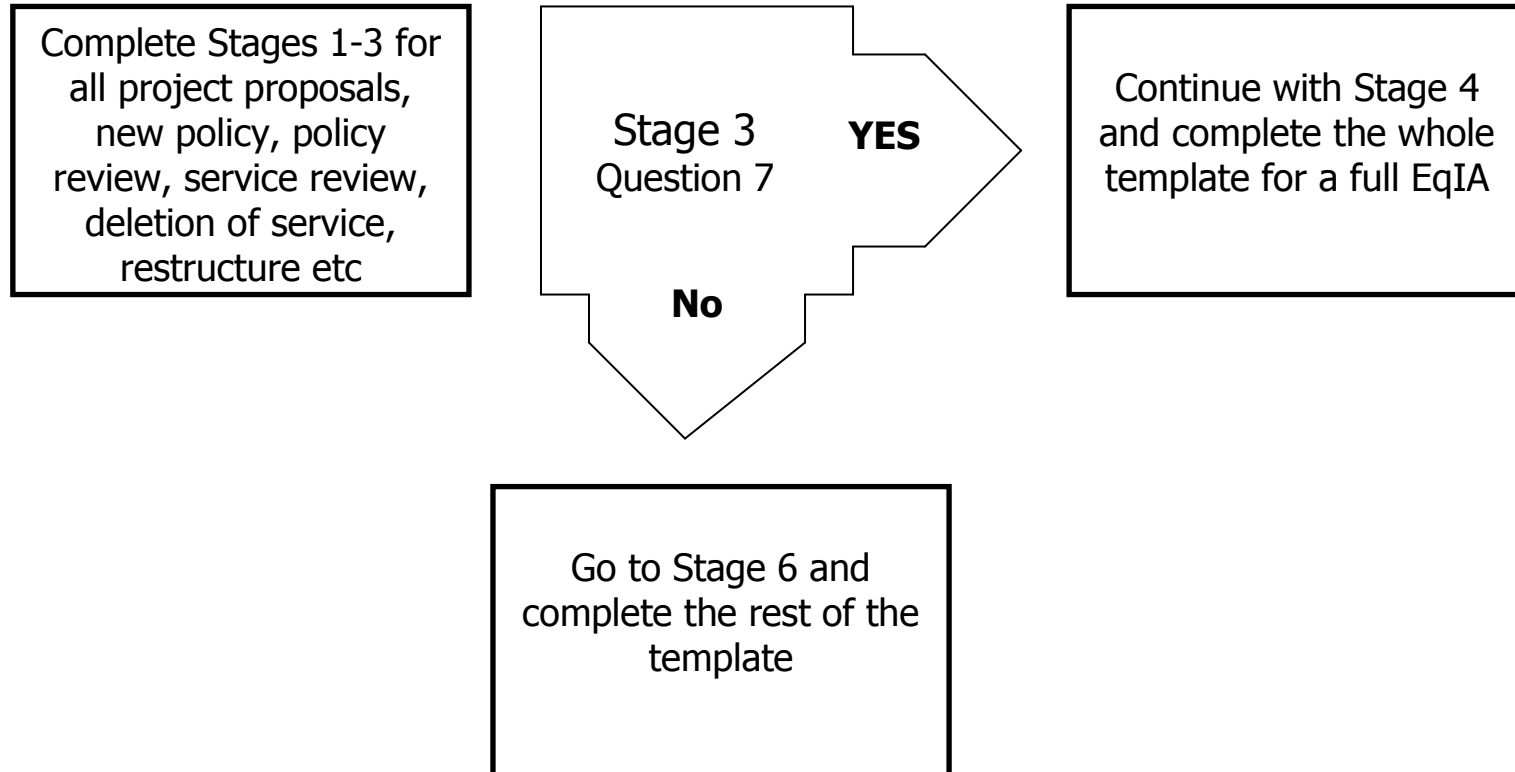 Complete Stages 1-3 for
all project proposals,
new policy, policy
review, service review,
deletion of service,
restructure etc
Stage 3
Question 7
YES
No
Continue with Stage 4
and complete the whole
template for a full EqIA
Go to Stage 6 and
complete the rest of the
template